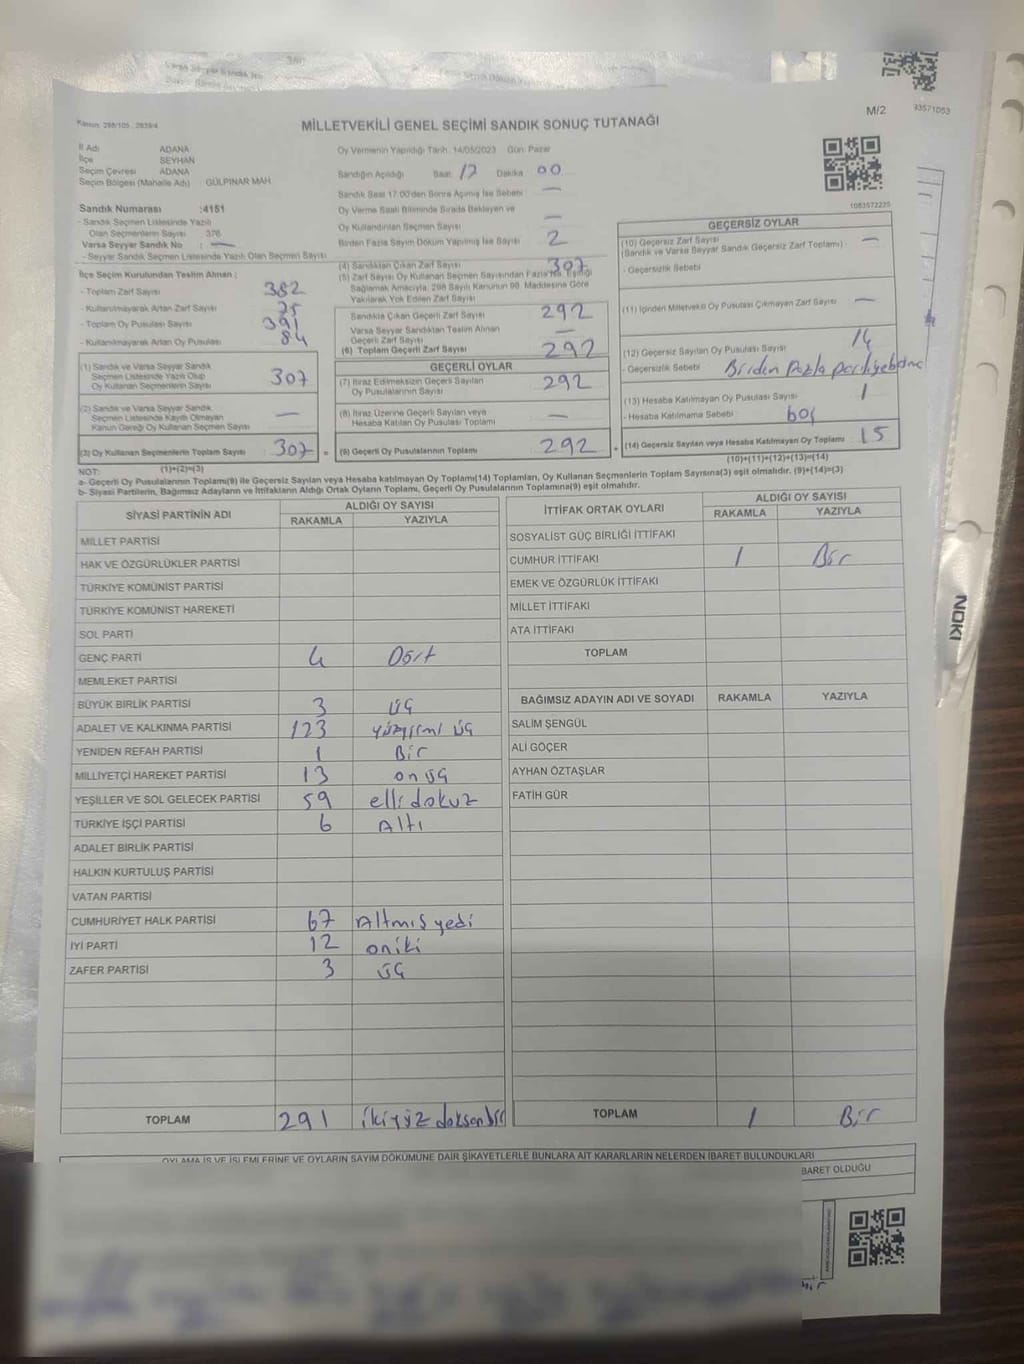 M/2
93571053
Kanun: 298/105 - 2839/4
MİLLETVEKİLİ GENEL SEÇİMİ SANDIK SONUÇ TUTANAĞI
İl Adı ADANA
İlçe SEYHAN
Seçim Çevresi ADANA
Seçim Bölgesi (Mahalle Adı) GÜLPINAR MAH.
Sandık Numarası :4151
- Sandık Seçmen Listesinde Yazılı
Olan Seçmenlerin Sayısı : 376
Varsa Seyyar Sandık No : —
- Seyyar Sandık Seçmen Listesinde Yazılı Olan Seçmen Sayısı
İlçe Seçim Kurulundan Teslim Alınan ;
- Toplam Zarf Sayısı 382
- Kullanılmayarak Artan Zarf Sayısı 75
- Toplam Oy Pusulası Sayısı 391
- Kullanılmayarak Artan Oy Pusulası 84
(1) Sandık ve Varsa Seyyar Sandık
Seçmen Listesinde Yazılı Olup
Oy Kullanan Seçmenlerin Sayısı 307
(2) Sandık ve Varsa Seyyar Sandık
Seçmen Listesinde Kayıtlı Olmayan
Kanun Gereği Oy Kullanan Seçmen Sayısı —
(3) Oy Kullanan Seçmenlerin Toplam Sayısı 307 =
Oy Vermenin Yapıldığı Tarih: 14/05/2023 Gün: Pazar
Sandığın Açıldığı Saat: 17 Dakika 00
Sandık Saat 17.00'den Sonra Açılmış İse Sebebi —
Oy Verme Saati Bitiminde Sırada Bekleyen ve
Oy Kullandırılan Seçmen Sayısı —
Birden Fazla Sayım Döküm Yapılmış İse Sayısı 2
(4) Sandıktan Çıkan Zarf Sayısı 307
(5) Zarf Sayısı Oy Kullanan Seçmen Sayısından Fazla ise, Eşitliği
Sağlamak Amacıyla, 298 Sayılı Kanunun 98. Maddesine Göre
Yakılarak Yok Edilen Zarf Sayısı
Sandıkta Çıkan Geçerli Zarf Sayısı 292
Varsa Seyyar Sandıktan Teslim Alınan
Geçerli Zarf Sayısı —
(6) Toplam Geçerli Zarf Sayısı 292
GEÇERLİ OYLAR
(7) İtiraz Edilmeksizin Geçerli Sayılan
Oy Pusulalarının Sayısı 292
(8) İtiraz Üzerine Geçerli Sayılan veya
Hesaba Katılan Oy Pusulası Toplamı —
(9) Geçerli Oy Pusulalarının Toplamı 292 +
1083572225
GEÇERSİZ OYLAR
(10) Geçersiz Zarf Sayısı —
(Sandık ve Varsa Seyyar Sandık Geçersiz Zarf Toplamı)
- Geçersizlik Sebebi
(11) İçinden Milletvekili Oy Pusulası Çıkmayan Zarf Sayısı —
(12) Geçersiz Sayılan Oy Pusulası Sayısı 14
- Geçersizlik Sebebi Birden fazla partiye basma
(13) Hesaba Katılmayan Oy Pusulası Sayısı 1
- Hesaba Katılmama Sebebi boş
(14) Geçersiz Sayılan veya Hesaba Katılmayan Oy Toplamı 15
(10)+(11)+(12)+(13)=(14)
NOT: (1)+(2)=(3)
a- Geçerli Oy Pusulalarının Toplamı(9) ile Geçersiz Sayılan veya Hesaba katılmayan Oy Toplamı(14) Toplamları, Oy Kullanan Seçmenlerin Toplam Sayısına(3) eşit olmalıdır. (9)+(14)=(3)
b- Siyasi Partilerin, Bağımsız Adayların ve İttifakların Aldığı Ortak Oyların Toplamı, Geçerli Oy Pusulalarının Toplamına(9) eşit olmalıdır.
SİYASİ PARTİNİN ADI ALDIĞI OY SAYISI
RAKAMLA YAZIYLA
MİLLET PARTİSİ
HAK VE ÖZGÜRLÜKLER PARTİSİ
TÜRKİYE KOMÜNİST PARTİSİ
TÜRKİYE KOMÜNİST HAREKETİ
SOL PARTİ
GENÇ PARTİ 4 Dört
MEMLEKET PARTİSİ
BÜYÜK BİRLİK PARTİSİ 3 üç
ADALET VE KALKINMA PARTİSİ 123 yüzyirmi üç
YENİDEN REFAH PARTİSİ 1 Bir
MİLLİYETÇİ HAREKET PARTİSİ 13 on üç
YEŞİLLER VE SOL GELECEK PARTİSİ 59 elli dokuz
TÜRKİYE İŞÇİ PARTİSİ 6 Altı
ADALET BİRLİK PARTİSİ
HALKIN KURTULUŞ PARTİSİ
VATAN PARTİSİ
CUMHURİYET HALK PARTİSİ 67 Altmış yedi
İYİ PARTİ 12 oniki
ZAFER PARTİSİ 3 üç
TOPLAM 291 ikiyüz doksan bir
İTTİFAK ORTAK OYLARI ALDIĞI OY SAYISI
RAKAMLA YAZIYLA
SOSYALİST GÜÇ BİRLİĞİ İTTİFAKI
CUMHUR İTTİFAKI 1 Bir
EMEK VE ÖZGÜRLÜK İTTİFAKI
MİLLET İTTİFAKI
ATA İTTİFAKI
TOPLAM
BAĞIMSIZ ADAYIN ADI VE SOYADI RAKAMLA YAZIYLA
SALİM ŞENGÜL
ALİ GÖÇER
AYHAN ÖZTAŞLAR
FATİH GÜR
TOPLAM 1 Bir
OYLAMA İŞ VE İŞLEMLERİNE VE OYLARIN SAYIM DÖKÜMÜNE DAİR ŞİKAYETLERLE BUNLARA AİT KARARLARIN NELERDEN İBARET BULUNDUKLARI
BARET OLDUĞU
NOKI